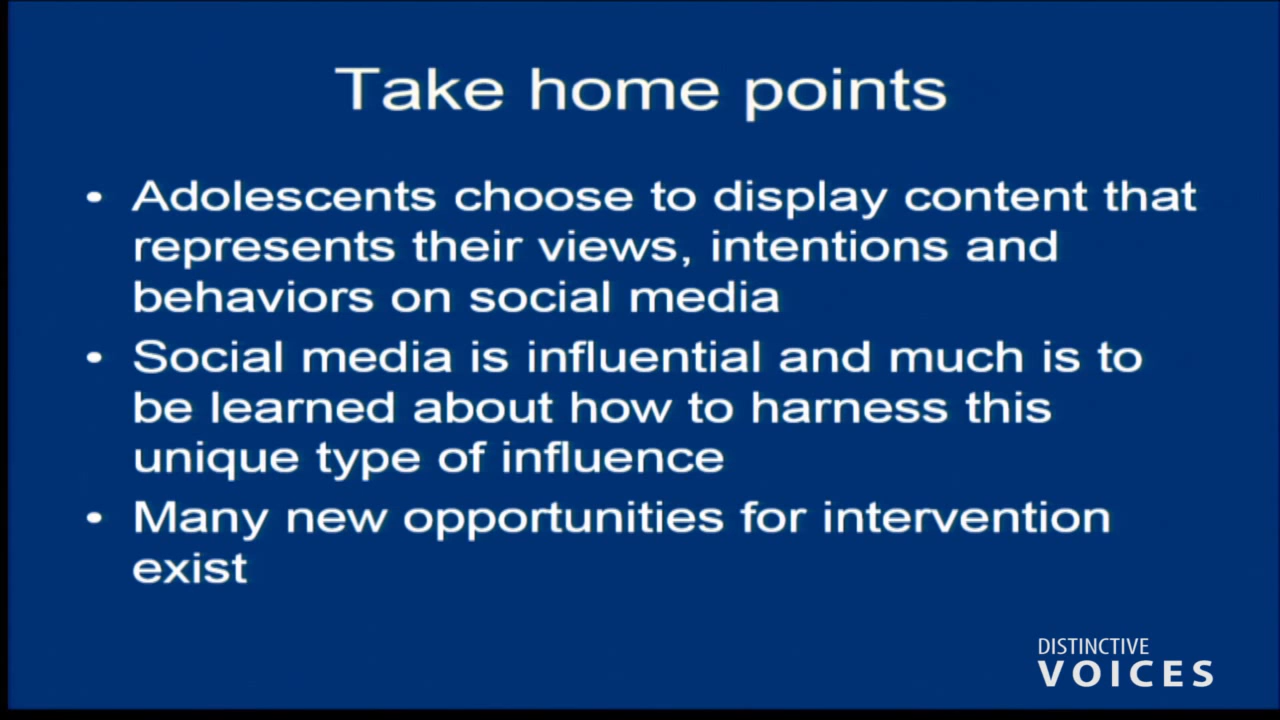 Take home points
• Adolescents choose to display content that
represents their views, intentions and
behaviors on social media
• Social media is influential and much is to
be learned about how to harness this
unique type of influence
• Many new opportunities for intervention
exist
DISTINCTIVE
VOICES